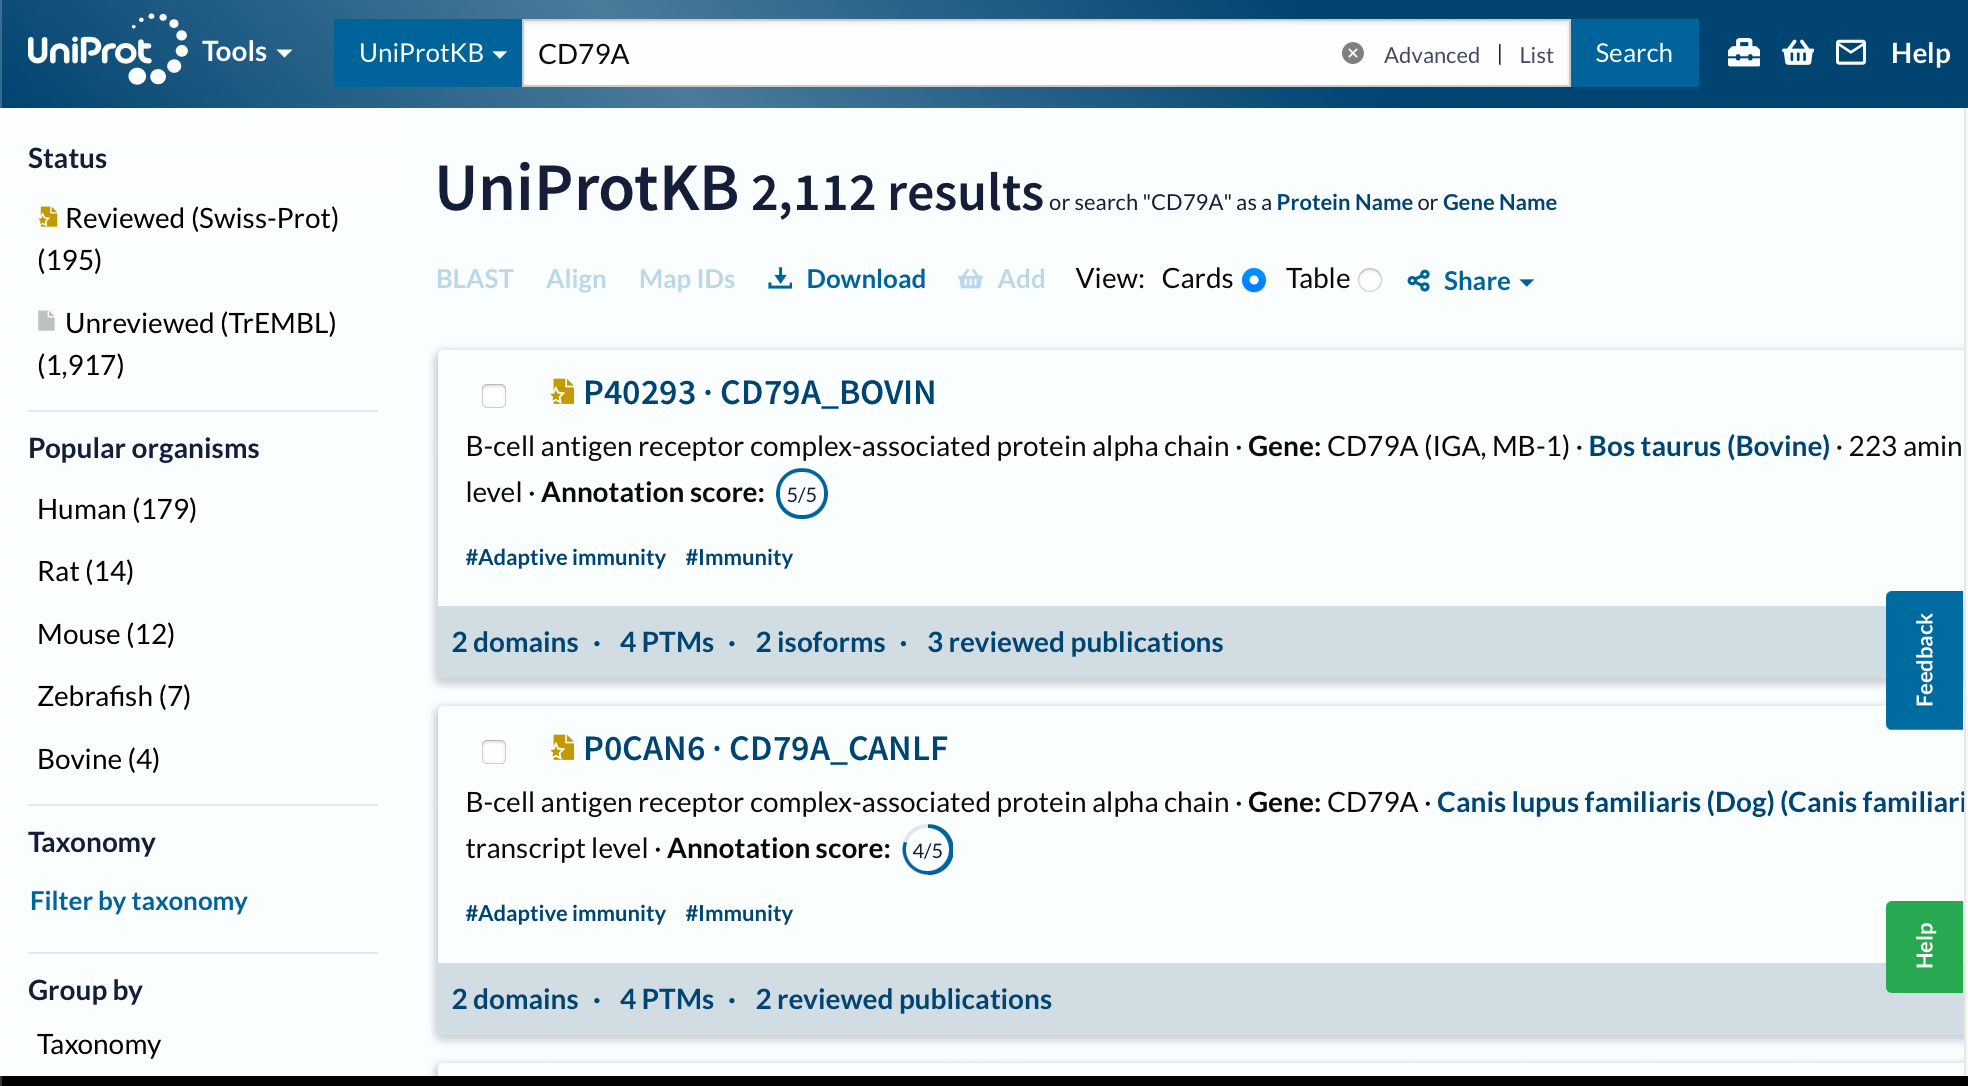 UniProt Tools UniProtKB CD79A Advanced | List Search Help
Status
Reviewed (Swiss-Prot)
(195)
Unreviewed (TrEMBL)
(1,917)
Popular organisms
Human (179)
Rat (14)
Mouse (12)
Zebrafish (7)
Bovine (4)
Taxonomy
Filter by taxonomy
Group by
Taxonomy
UniProtKB 2,112 results or search "CD79A" as a Protein Name or Gene Name
BLAST Align Map IDs Download Add View: Cards Table Share
P40293 · CD79A_BOVIN
B-cell antigen receptor complex-associated protein alpha chain · Gene: CD79A (IGA, MB-1) · Bos taurus (Bovine) · 223 amin
level · Annotation score: 5/5
#Adaptive immunity #Immunity
2 domains · 4 PTMs · 2 isoforms · 3 reviewed publications
P0CAN6 · CD79A_CANLF
B-cell antigen receptor complex-associated protein alpha chain · Gene: CD79A · Canis lupus familiaris (Dog) (Canis familiari
transcript level · Annotation score: 4/5
#Adaptive immunity #Immunity
2 domains · 4 PTMs · 2 reviewed publications
Feedback
Help